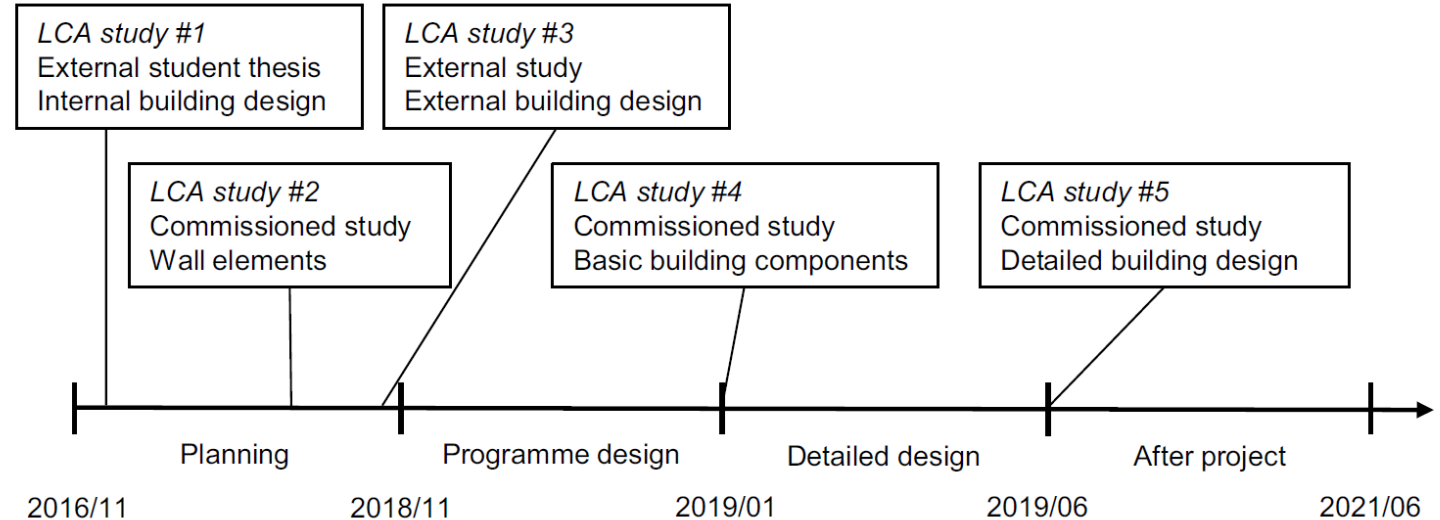 LCA study #1
External student thesis
Internal building design
LCA study #3
External study
External building design
LCA study #2
Commissioned study
Wall elements
LCA study #4
Commissioned study
Basic building components
LCA study #5
Commissioned study
Detailed building design
Planning
Programme design
Detailed design
After project
2016/11
2018/11
2019/01
2019/06
2021/06